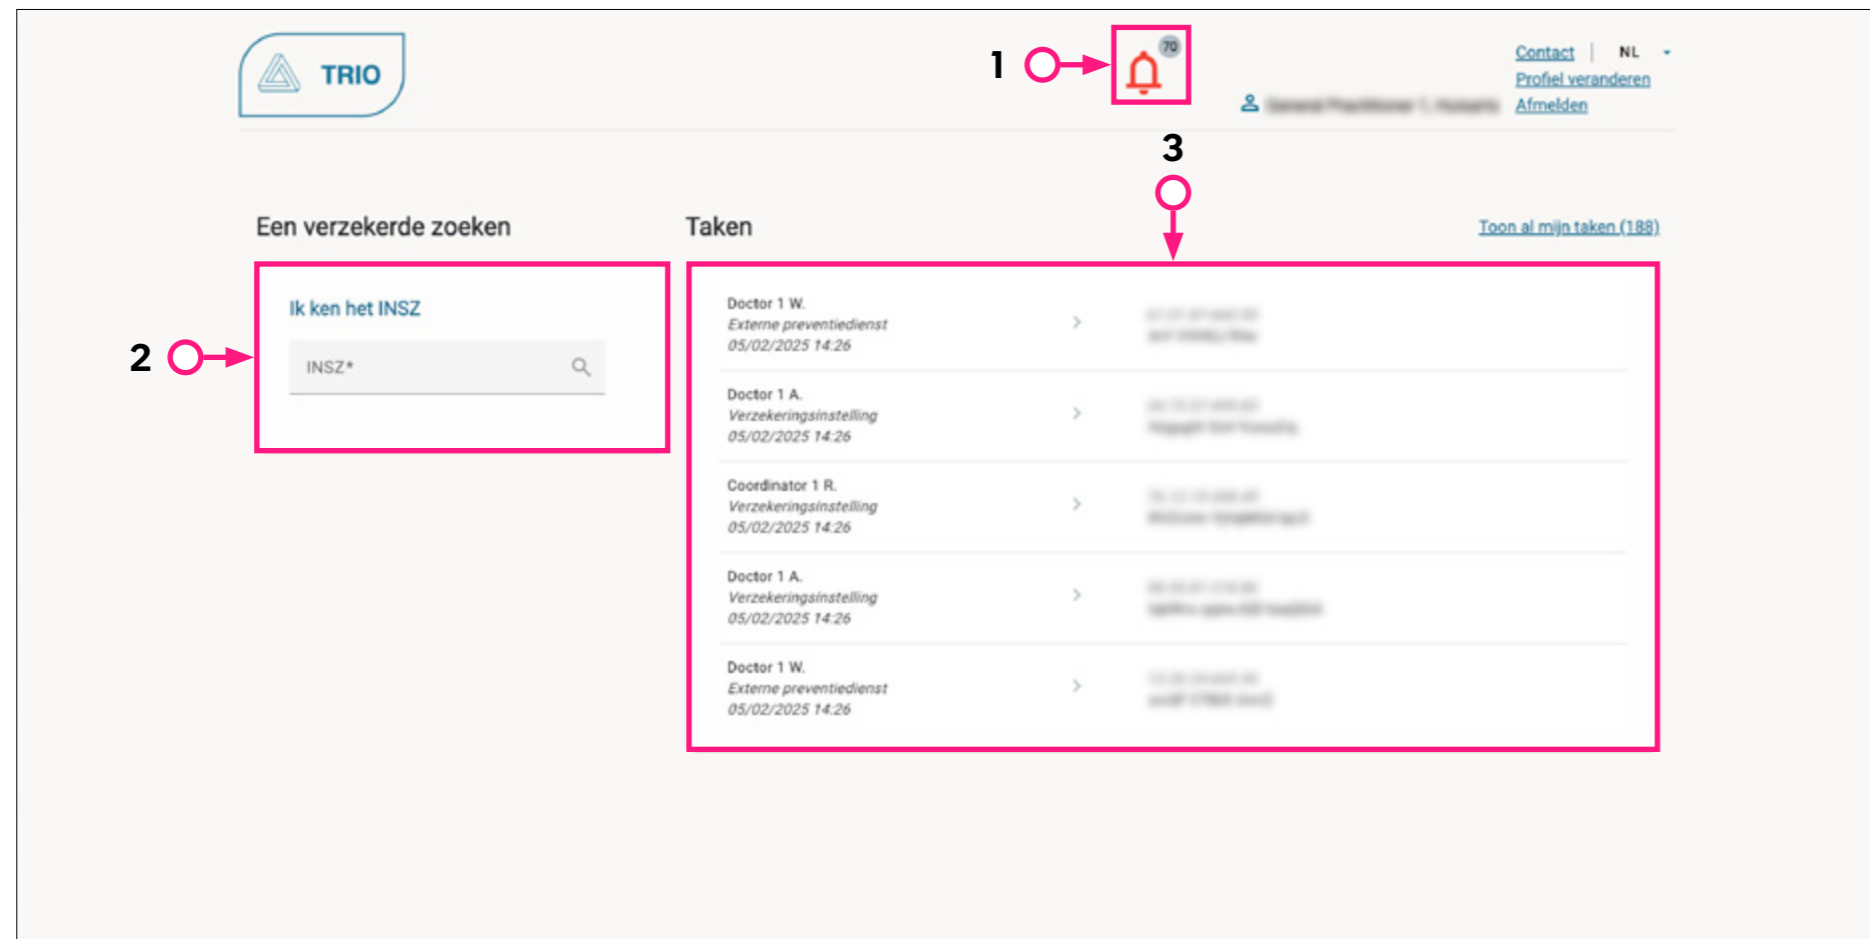 TRIO
1
70
Contact | NL
Profiel veranderen
Afmelden
3
Een verzekerde zoeken
Taken
Toon al mijn taken (188)
2
Ik ken het INSZ
INSZ*
Doctor 1 W.
Externe preventiedienst
05/02/2025 14:26
Doctor 1 A.
Verzekeringsinstelling
05/02/2025 14:26
Coordinator 1 R.
Verzekeringsinstelling
05/02/2025 14:26
Doctor 1 A.
Verzekeringsinstelling
05/02/2025 14:26
Doctor 1 W.
Externe preventiedienst
05/02/2025 14:26